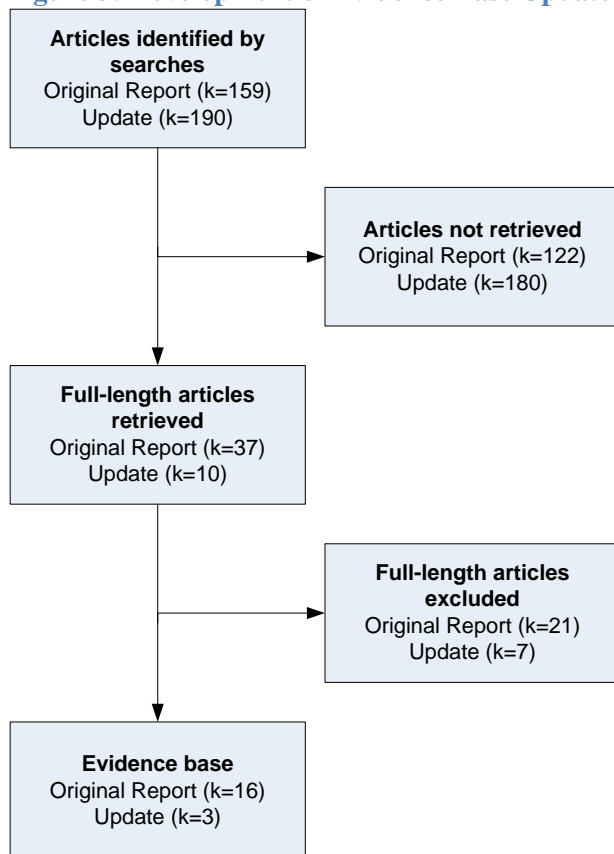 Articles identified by
searches
Original Report (k=159)
Update (k=190)
Articles not retrieved
Original Report (k=122)
Update (k=180)
Full-length articles
retrieved
Original Report (k=37)
Update (k=10)
Full-length articles
excluded
Original Report (k=21)
Update (k=7)
Evidence base
Original Report (k=16)
Update (k=3)